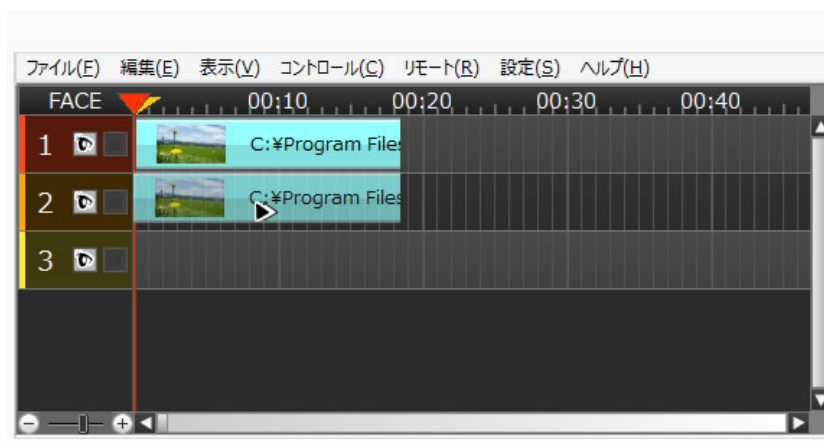 ファイル(F) 編集(E) 表示(V) コントロール(C) リモート(R) 設定(S) ヘルプ(H)
FACE 00:10 00:20 00:30 00:40
1 C:¥Program Files
2 C:¥Program Files
3